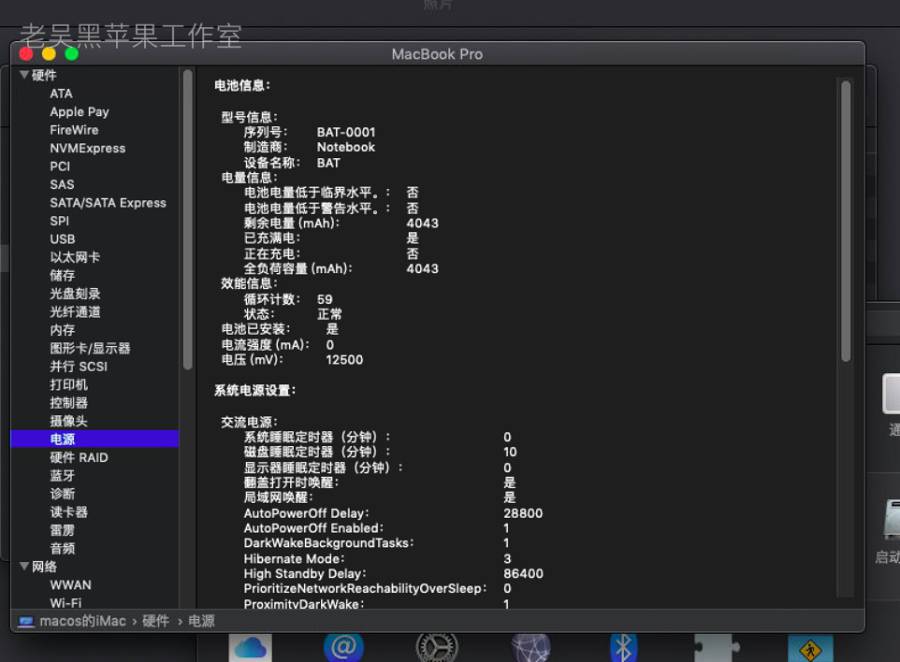 照片
老吴黑苹果工作室
MacBook Pro
硬件
ATA
Apple Pay
FireWire
NVMExpress
PCI
SAS
SATA/SATA Express
SPI
USB
以太网卡
储存
光盘刻录
光纤通道
内存
图形卡/显示器
并行 SCSI
打印机
控制器
摄像头
电源
硬件 RAID
蓝牙
诊断
读卡器
雷雳
音频
网络
WWAN
Wi-Fi
电池信息：
型号信息：
序列号： BAT-0001
制造商： Notebook
设备名称： BAT
电量信息：
电池电量低于临界水平。： 否
电池电量低于警告水平。： 否
剩余电量 (mAh)： 4043
已充满电： 是
正在充电： 否
全负荷容量 (mAh)： 4043
效能信息：
循环计数： 59
状态： 正常
电池已安装： 是
电流强度 (mA)： 0
电压 (mV)： 12500
系统电源设置：
交流电源：
系统睡眠定时器（分钟）： 0
磁盘睡眠定时器（分钟）： 10
显示器睡眠定时器（分钟）： 0
翻盖打开时唤醒： 是
局域网唤醒： 是
AutoPowerOff Delay： 28800
AutoPowerOff Enabled： 1
DarkWakeBackgroundTasks： 1
Hibernate Mode： 3
High Standby Delay： 86400
PrioritizeNetworkReachabilityOverSleep： 0
ProximityDarkWake： 1
macos的iMac › 硬件 › 电源
通
启动